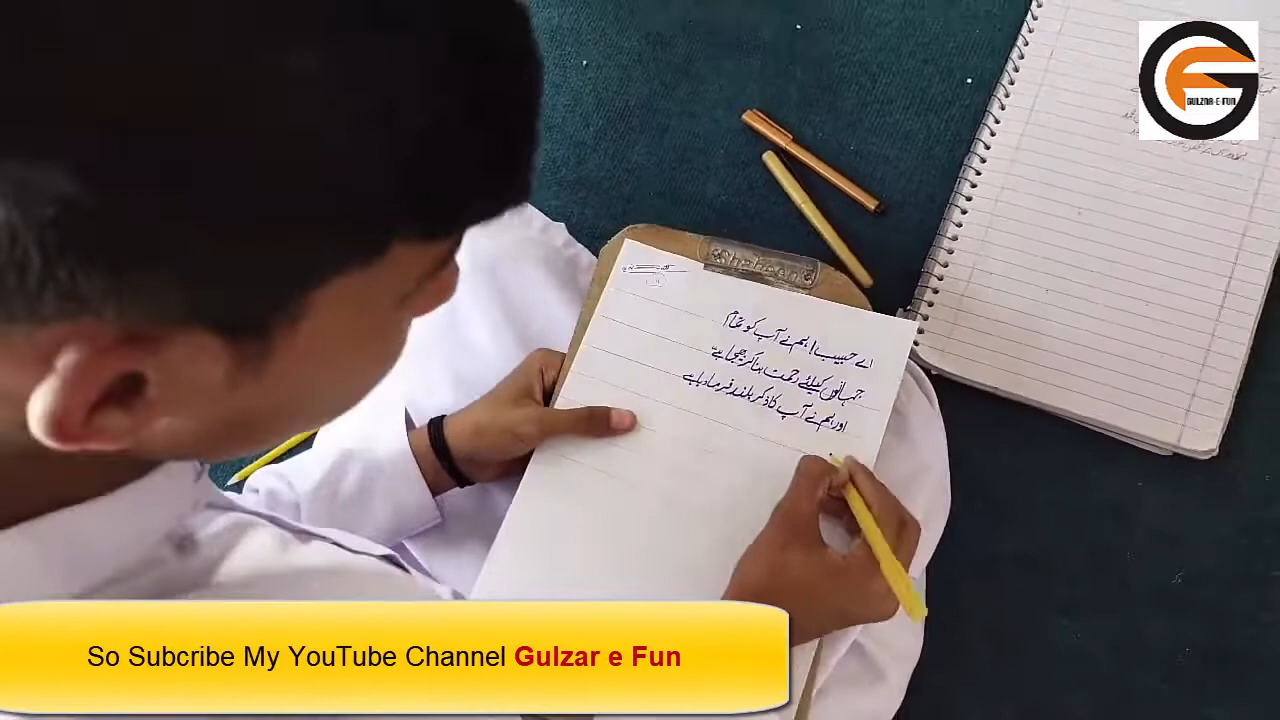 GULZAR-E-FUN
Shaheen
اے حبیب! ہم نے آپ کو تمام
جہانوں کیلئے رحمت بنا کر بھیجا ہے
اور ہم نے آپ کا ذکر بلند فرما دیا ہے
So Subcribe My YouTube Channel Gulzar e Fun